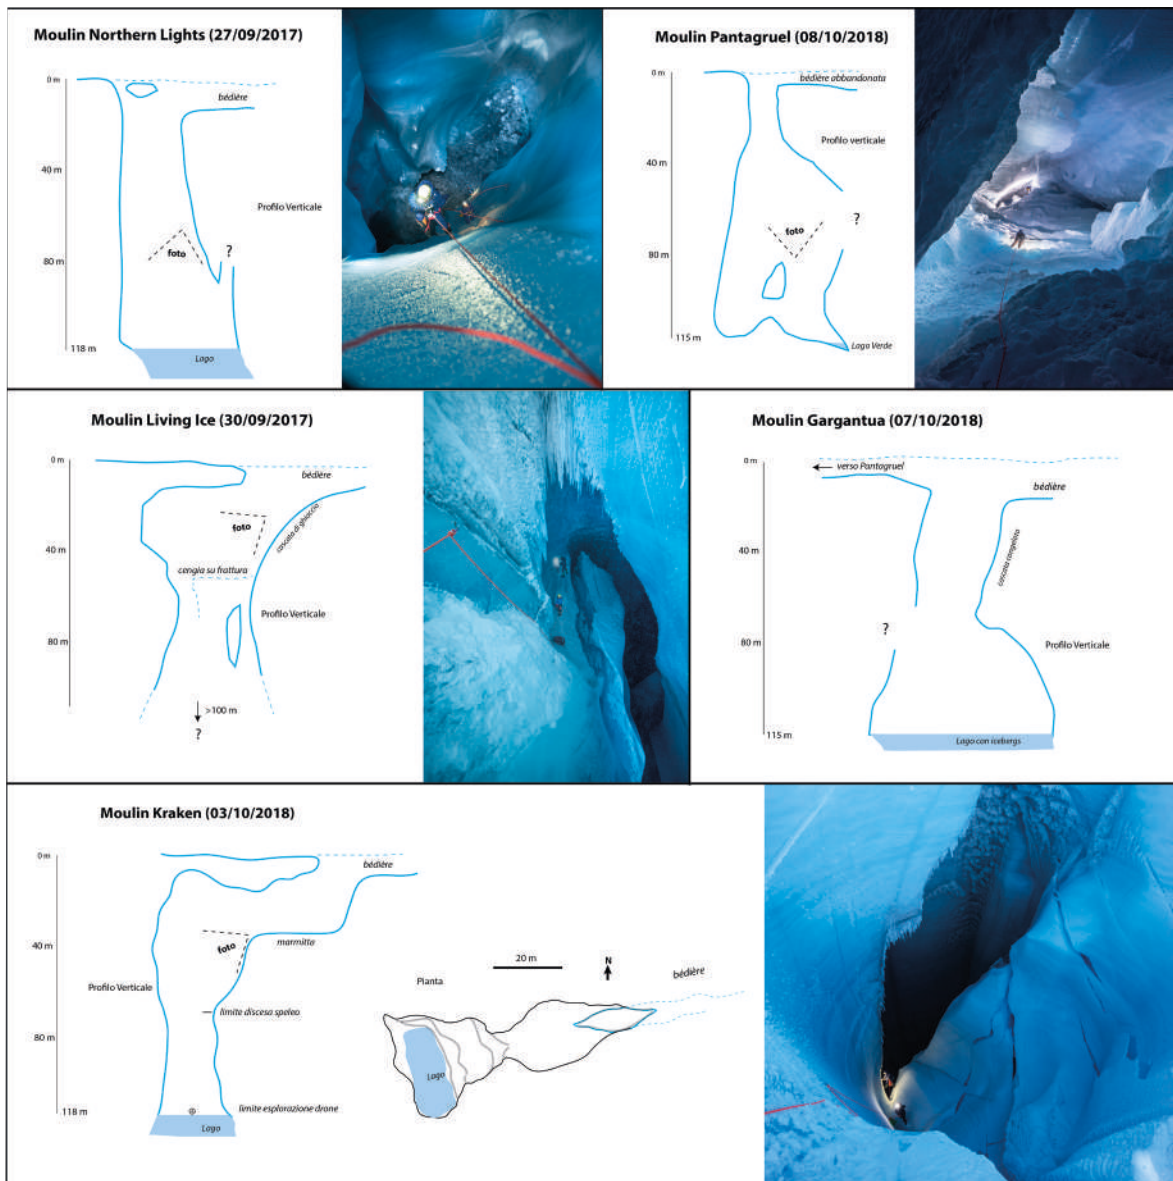 Moulin Northern Lights (27/09/2017)
0 m
bédière
40 m
Profilo Verticale
foto
?
80 m
118 m
Lago
Moulin Pantagruel (08/10/2018)
0 m
bédière abbandonata
Profilo verticale
40 m
?
foto
80 m
115 m
Lago Verde
Moulin Living Ice (30/09/2017)
0 m
bédière
foto
cascata di ghiaccio
40 m
cengia su frattura
Profilo Verticale
80 m
>100 m
?
Moulin Gargantua (07/10/2018)
0 m
verso Pantagruel
bédière
40 m
cascata congelata
?
80 m
Profilo Verticale
115 m
Lago con icebergs
Moulin Kraken (03/10/2018)
0 m
bédière
40 m
foto
marmitta
Profilo Verticale
limite discesa speleo
80 m
118 m
limite esplorazione drone
Lago
20 m
N
bédière
Planta
Lago